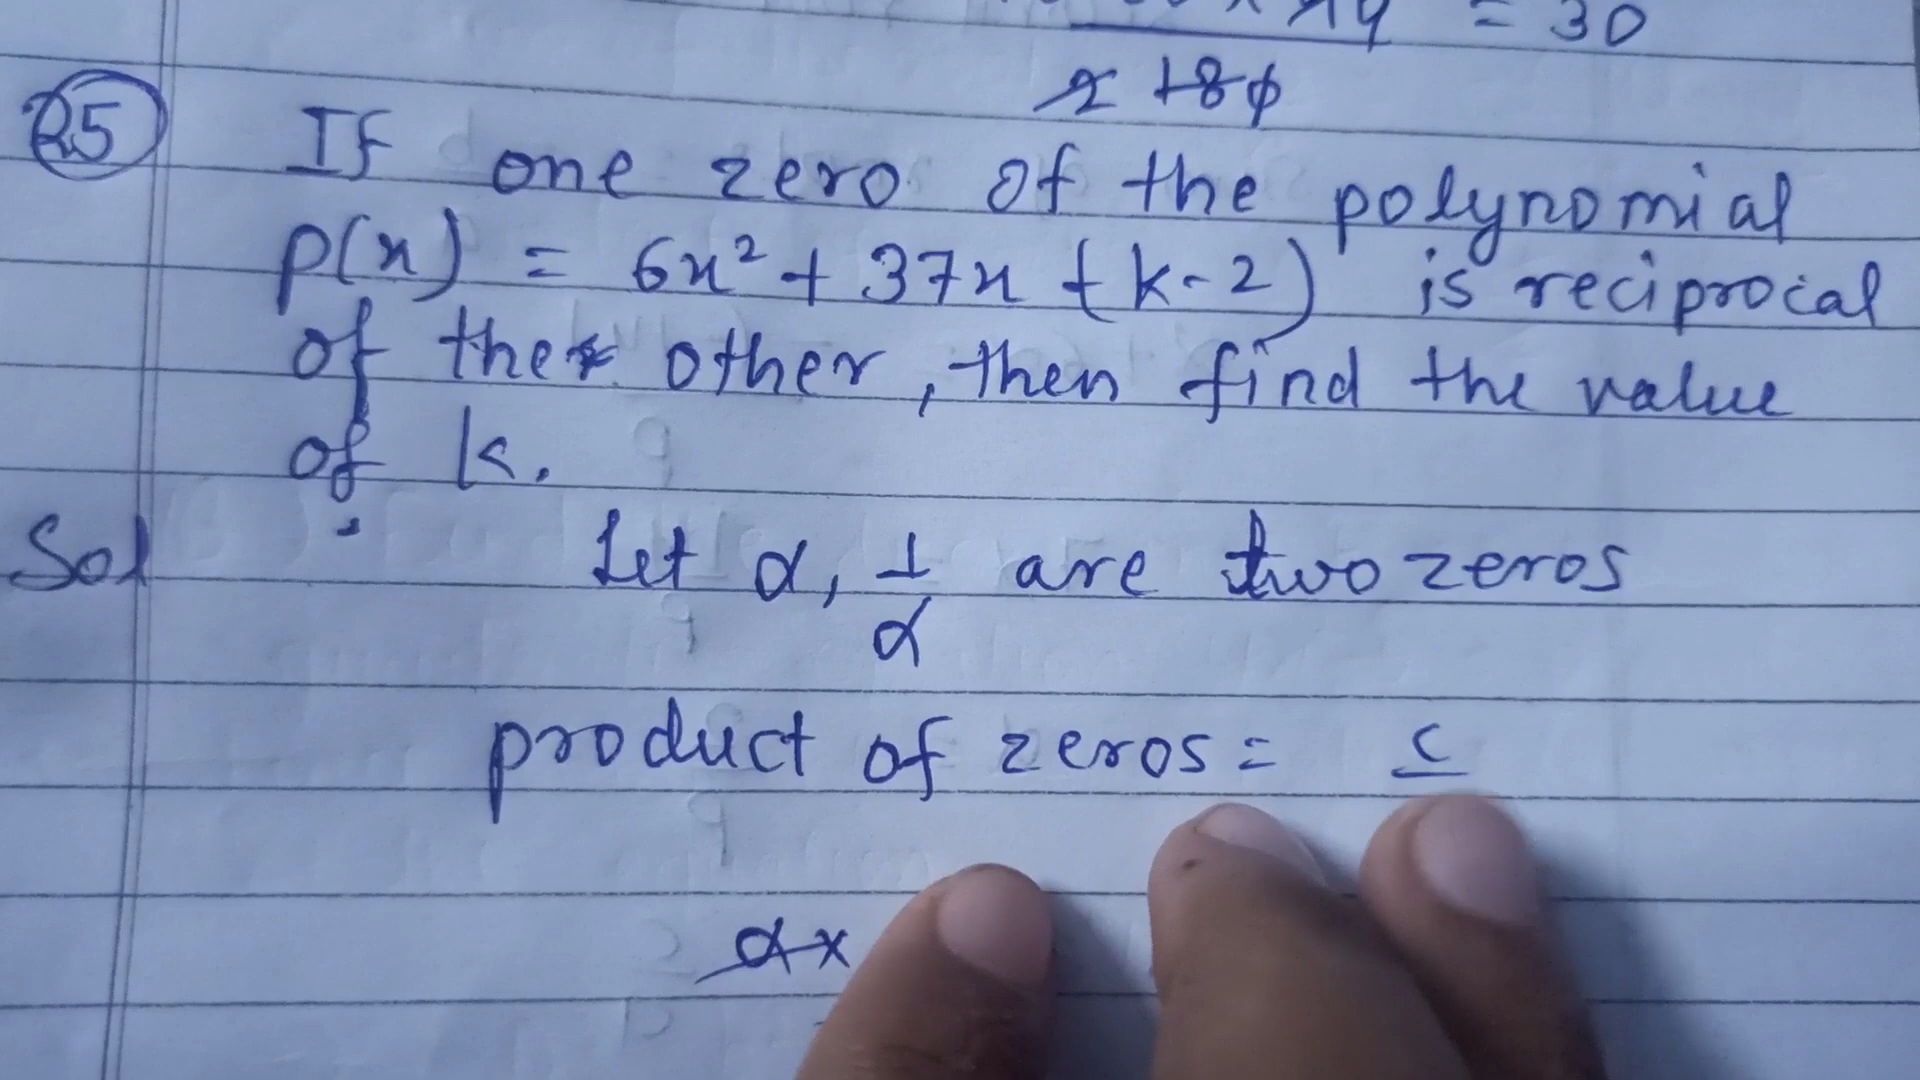 = 30
25 If one zero of the polynomial
p(x) = 6x² + 37x + (k-2) is reciprocal
of the other, then find the value
of k.
Sol Let α, 1/α are two zeros
product of zeros = c
α x